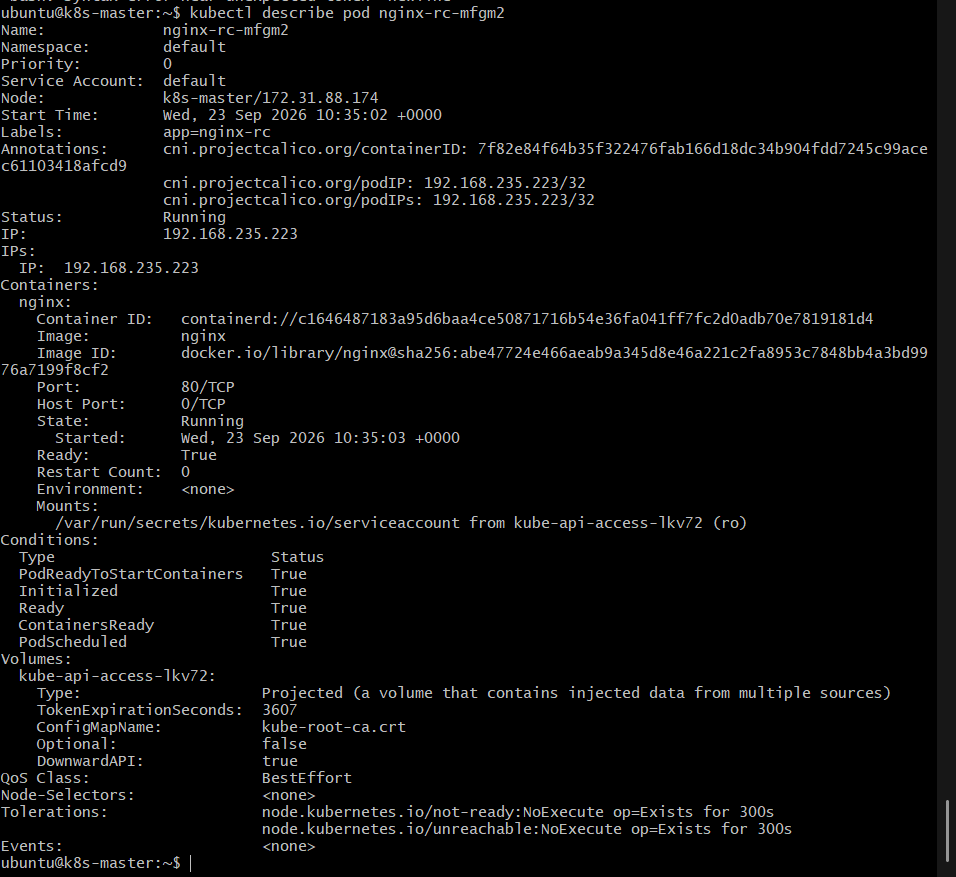 ubuntu@k8s-master:~$ kubectl describe pod nginx-rc-mfgm2
Name:             nginx-rc-mfgm2
Namespace:        default
Priority:         0
Service Account:  default
Node:             k8s-master/172.31.88.174
Start Time:       Wed, 23 Sep 2026 10:35:02 +0000
Labels:           app=nginx-rc
Annotations:      cni.projectcalico.org/containerID: 7f82e84f64b35f322476fab166d18dc34b904fdd7245c99ace
c61103418afcd9
                  cni.projectcalico.org/podIP: 192.168.235.223/32
                  cni.projectcalico.org/podIPs: 192.168.235.223/32
Status:           Running
IP:               192.168.235.223
IPs:
  IP:  192.168.235.223
Containers:
  nginx:
    Container ID:   containerd://c1646487183a95d6baa4ce50871716b54e36fa041ff7fc2d0adb70e7819181d4
    Image:          nginx
    Image ID:       docker.io/library/nginx@sha256:abe47724e466aeab9a345d8e46a221c2fa8953c7848bb4a3bd99
76a7199f8cf2
    Port:           80/TCP
    Host Port:      0/TCP
    State:          Running
      Started:      Wed, 23 Sep 2026 10:35:03 +0000
    Ready:          True
    Restart Count:  0
    Environment:    <none>
    Mounts:
      /var/run/secrets/kubernetes.io/serviceaccount from kube-api-access-lkv72 (ro)
Conditions:
  Type                        Status
  PodReadyToStartContainers   True
  Initialized                 True
  Ready                       True
  ContainersReady             True
  PodScheduled                True
Volumes:
  kube-api-access-lkv72:
    Type:                    Projected (a volume that contains injected data from multiple sources)
    TokenExpirationSeconds:  3607
    ConfigMapName:           kube-root-ca.crt
    Optional:                false
    DownwardAPI:             true
QoS Class:                   BestEffort
Node-Selectors:              <none>
Tolerations:                 node.kubernetes.io/not-ready:NoExecute op=Exists for 300s
                             node.kubernetes.io/unreachable:NoExecute op=Exists for 300s
Events:                      <none>
ubuntu@k8s-master:~$